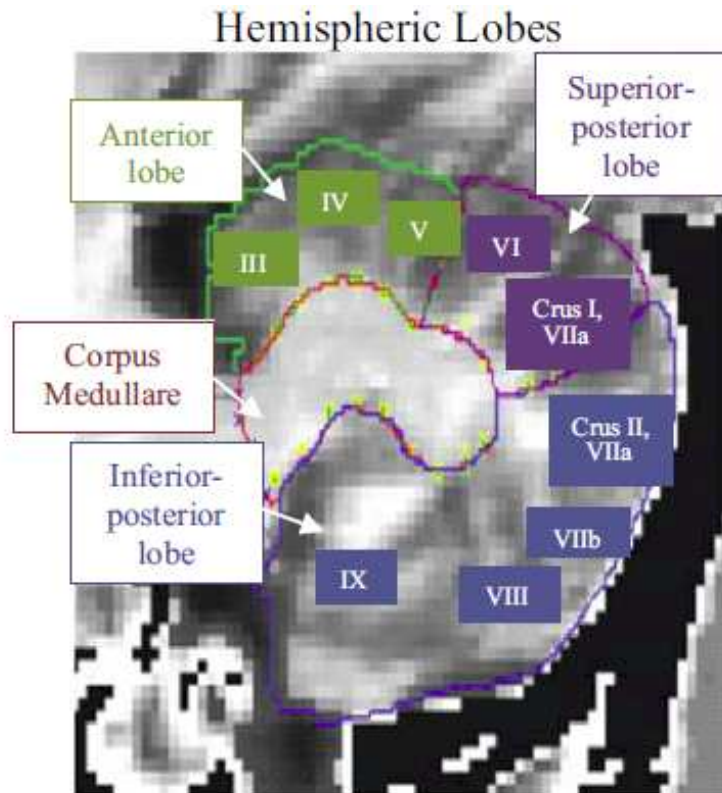 Hemispheric Lobes
Anterior
lobe
Superior-
posterior
lobe
IV
V
VI
III
Crus I,
VIIa
Corpus
Medullare
Crus II,
VIIa
Inferior-
posterior
lobe
VIIb
IX
VIII